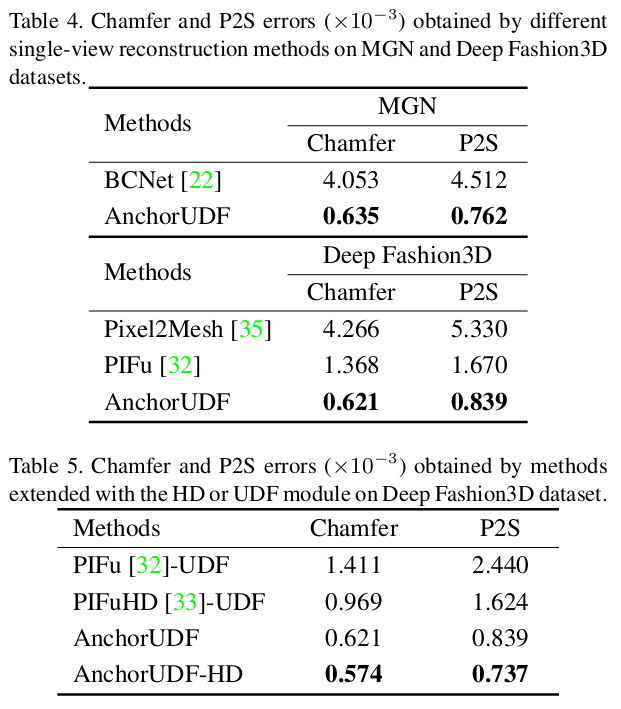 Table 4. Chamfer and P2S errors (×10⁻³) obtained by different
single-view reconstruction methods on MGN and Deep Fashion3D
datasets.
Methods MGN
Chamfer P2S
BCNet [22] 4.053 4.512
AnchorUDF 0.635 0.762
Methods Deep Fashion3D
Chamfer P2S
Pixel2Mesh [35] 4.266 5.330
PIFu [32] 1.368 1.670
AnchorUDF 0.621 0.839
Table 5. Chamfer and P2S errors (×10⁻³) obtained by methods
extended with the HD or UDF module on Deep Fashion3D dataset.
Methods Chamfer P2S
PIFu [32]-UDF 1.411 2.440
PIFuHD [33]-UDF 0.969 1.624
AnchorUDF 0.621 0.839
AnchorUDF-HD 0.574 0.737